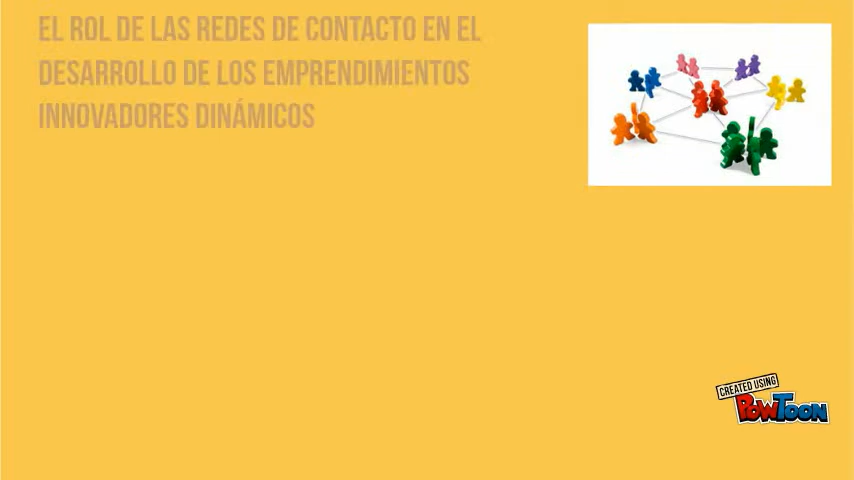 EL ROL DE LAS REDES DE CONTACTO EN EL
DESARROLLO DE LOS EMPRENDIMIENTOS
INNOVADORES DINÁMICOS
CREATED USING
POWTOON